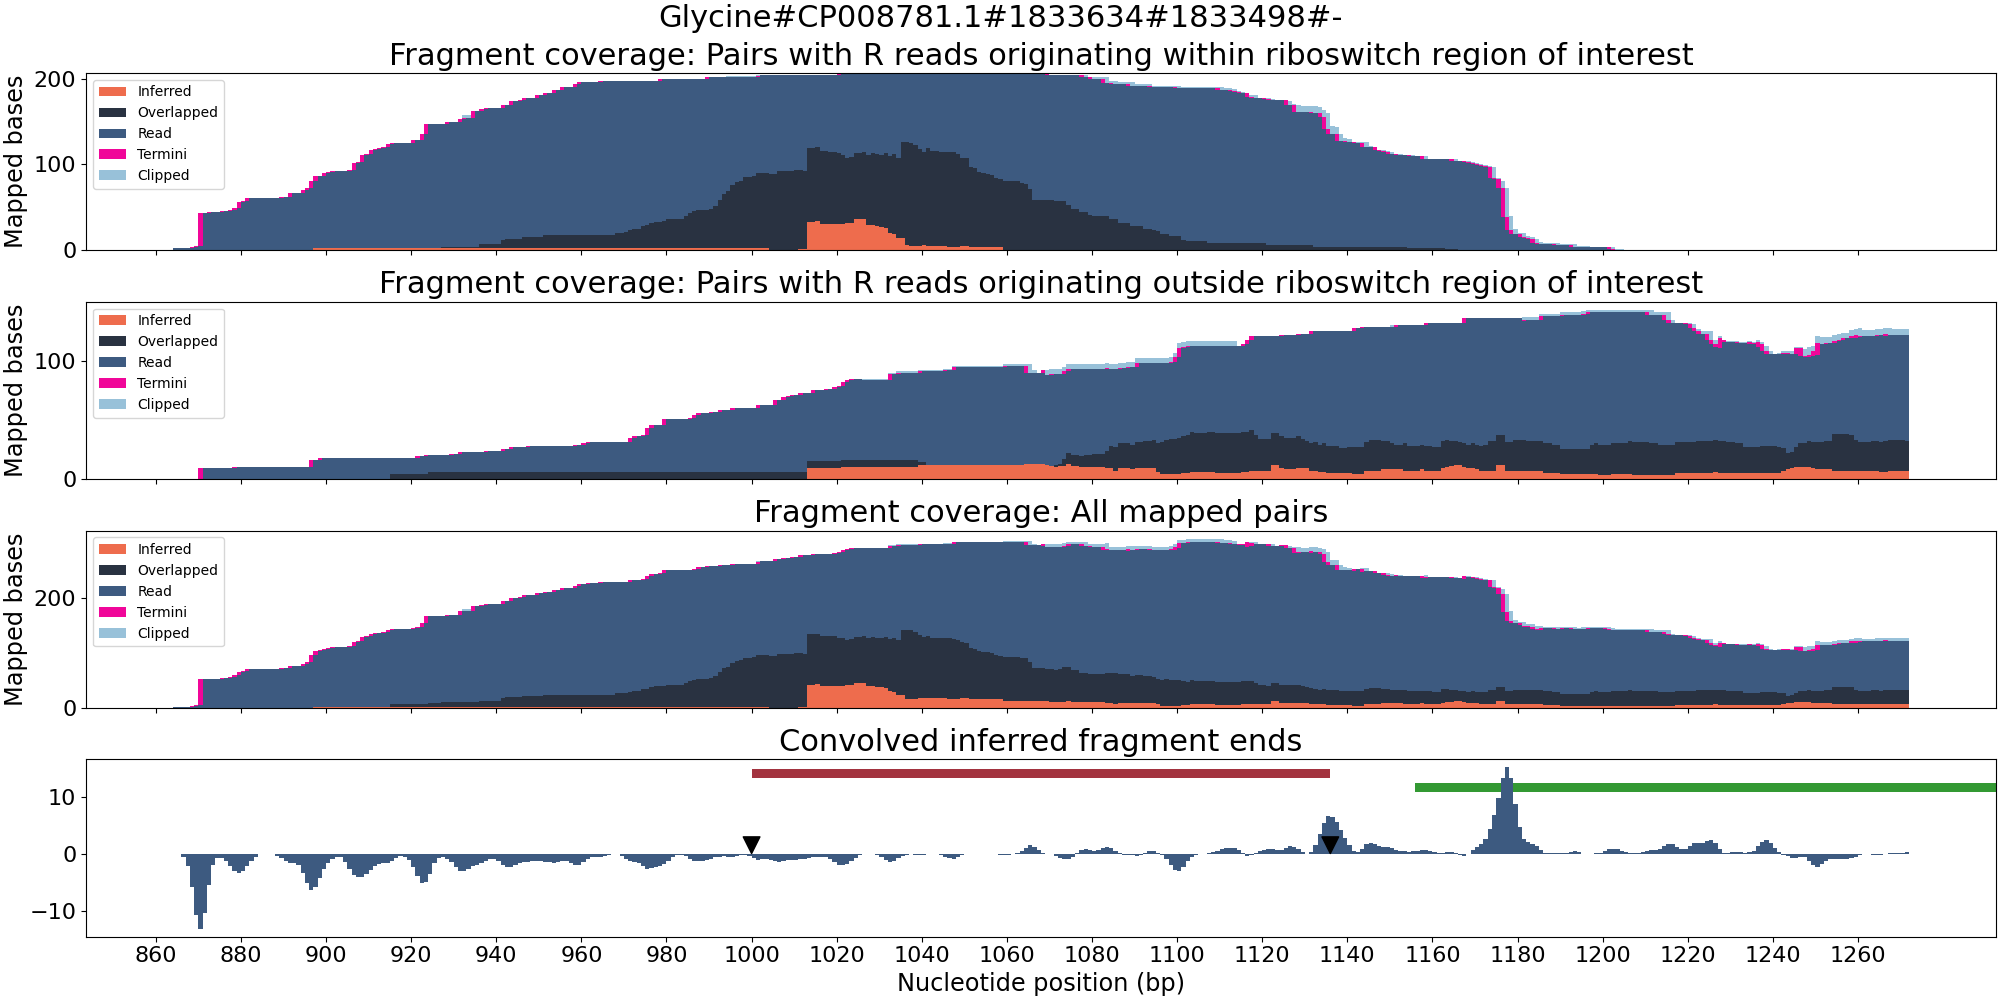 Glycine#CP008781.1#1833634#1833498#-
Fragment coverage: Pairs with R reads originating within riboswitch region of interest
Mapped bases
200
100
0
Inferred
Overlapped
Read
Termini
Clipped
Fragment coverage: Pairs with R reads originating outside riboswitch region of interest
Mapped bases
100
0
Inferred
Overlapped
Read
Termini
Clipped
Fragment coverage: All mapped pairs
Mapped bases
200
0
Inferred
Overlapped
Read
Termini
Clipped
Convolved inferred fragment ends
10
0
−10
860 880 900 920 940 960 980 1000 1020 1040 1060 1080 1100 1120 1140 1160 1180 1200 1220 1240 1260
Nucleotide position (bp)